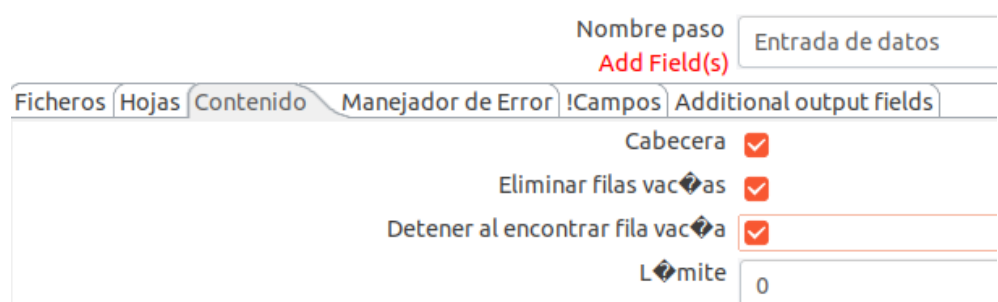 Nombre paso Entrada de datos
Add Field(s)
Ficheros Hojas Contenido Manejador de Error !Campos Additional output fields
Cabecera
Eliminar filas vac�as
Detener al encontrar fila vac�a
L�mite 0